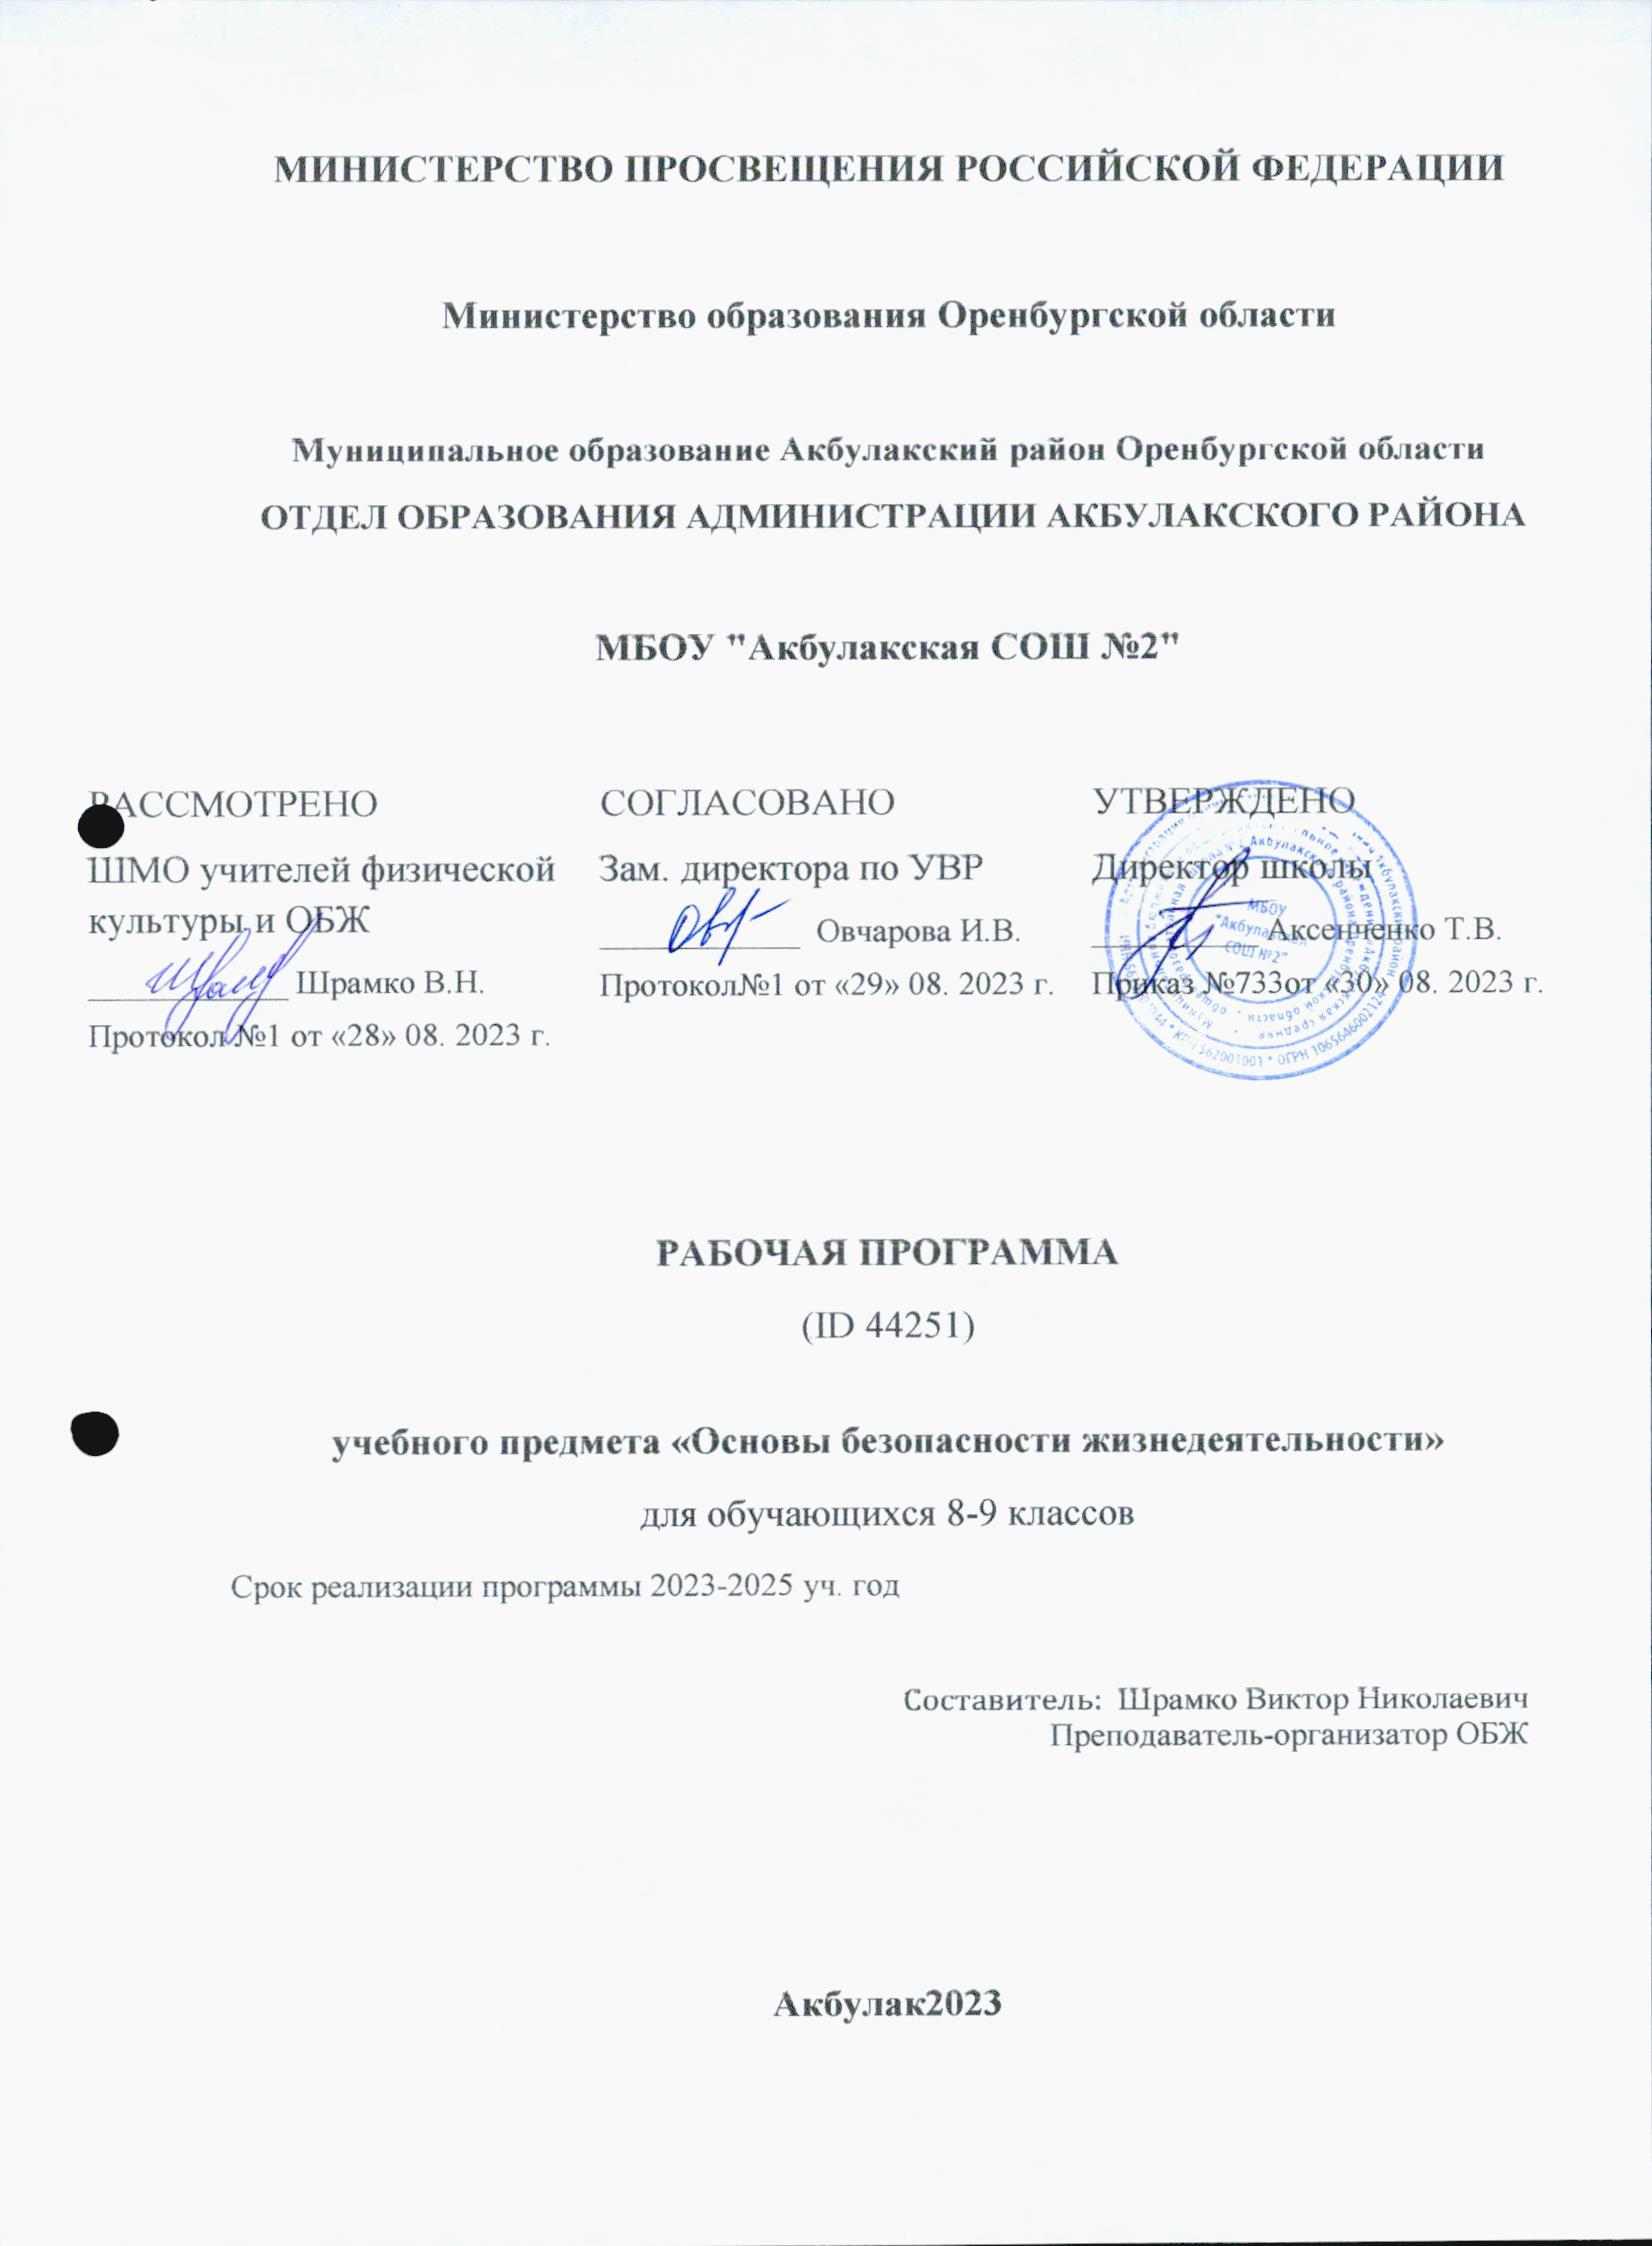 МИНИСТЕРСТВО ПРОСВЕЩЕНИЯ РОССИЙСКОЙ ФЕДЕРАЦИИ
Министерство образования Оренбургской области
Муниципальное образование Акбулакский район Оренбургской области
ОТДЕЛ ОБРАЗОВАНИЯ АДМИНИСТРАЦИИ АКБУЛАКСКОГО РАЙОНА
МБОУ "Акбулакская СОШ №2"
РАССМОТРЕНО
ШМО учителей физической
культуры и ОБЖ
Шрамко В.Н.
Протокол №1 от «28» 08. 2023 г.
СОГЛАСОВАНО
Зам. директора по УВР
Овчарова И.В.
Протокол№1 от «29» 08. 2023 г.
УТВЕРЖДЕНО
Директор школы
Аксенченко Т.В.
Приказ №733от «30» 08. 2023 г.
МБОУ
"Акбулакская
СОШ №2"
КПП 562001001 * ОГРН 1065646002124
РАБОЧАЯ ПРОГРАММА
(ID 44251)
учебного предмета «Основы безопасности жизнедеятельности»
для обучающихся 8-9 классов
Срок реализации программы 2023-2025 уч. год
Составитель: Шрамко Виктор Николаевич
Преподаватель-организатор ОБЖ
Акбулак2023